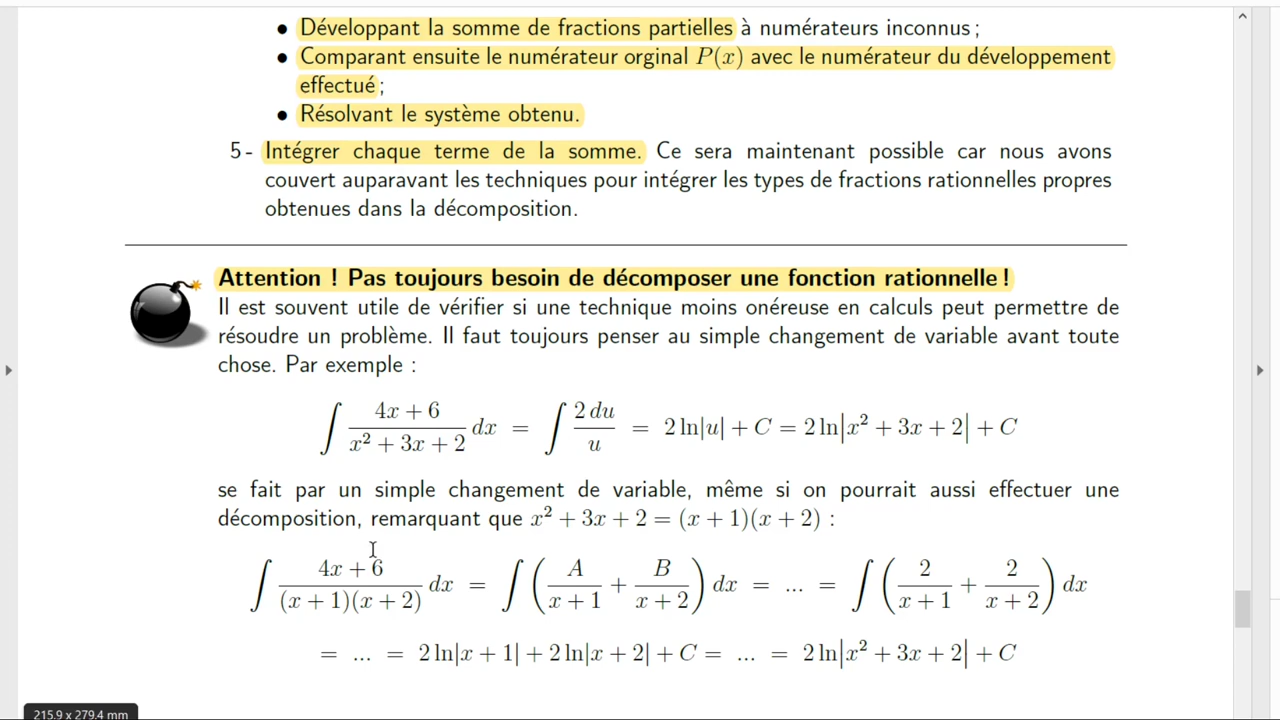 • Développant la somme de fractions partielles à numérateurs inconnus ;
• Comparant ensuite le numérateur orginal P(x) avec le numérateur du développement
effectué ;
• Résolvant le système obtenu.
5 - Intégrer chaque terme de la somme. Ce sera maintenant possible car nous avons
couvert auparavant les techniques pour intégrer les types de fractions rationnelles propres
obtenues dans la décomposition.
Attention ! Pas toujours besoin de décomposer une fonction rationnelle !
Il est souvent utile de vérifier si une technique moins onéreuse en calculs peut permettre de
résoudre un problème. Il faut toujours penser au simple changement de variable avant toute
chose. Par exemple :
∫ (4x + 6)/(x² + 3x + 2) dx = ∫ (2 du)/u = 2 ln|u| + C = 2 ln|x² + 3x + 2| + C
se fait par un simple changement de variable, même si on pourrait aussi effectuer une
décomposition, remarquant que x² + 3x + 2 = (x + 1)(x + 2) :
∫ (4x + 6)/((x + 1)(x + 2)) dx = ∫ (A/(x + 1) + B/(x + 2)) dx = ... = ∫ (2/(x + 1) + 2/(x + 2)) dx
= ... = 2 ln|x + 1| + 2 ln|x + 2| + C = ... = 2 ln|x² + 3x + 2| + C
215.9 x 279.4 mm